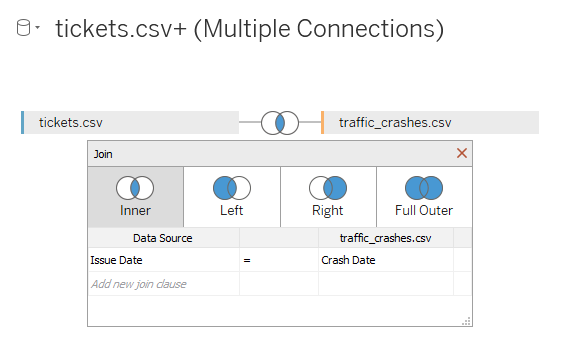 tickets.csv+ (Multiple Connections)
tickets.csv traffic_crashes.csv
Join
Inner Left Right Full Outer
Data Source traffic_crashes.csv
Issue Date = Crash Date
Add new join clause